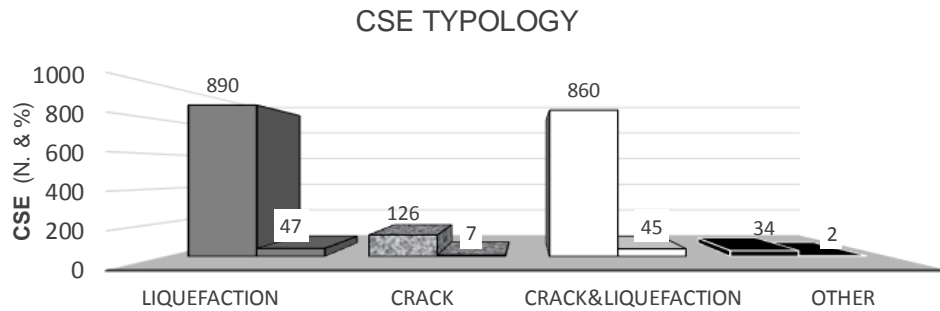 CSE TYPOLOGY
CSE (N. & %)
1000
800
600
400
200
0
890
47
126
7
860
45
34
2
LIQUEFACTION
CRACK
CRACK&LIQUEFACTION
OTHER